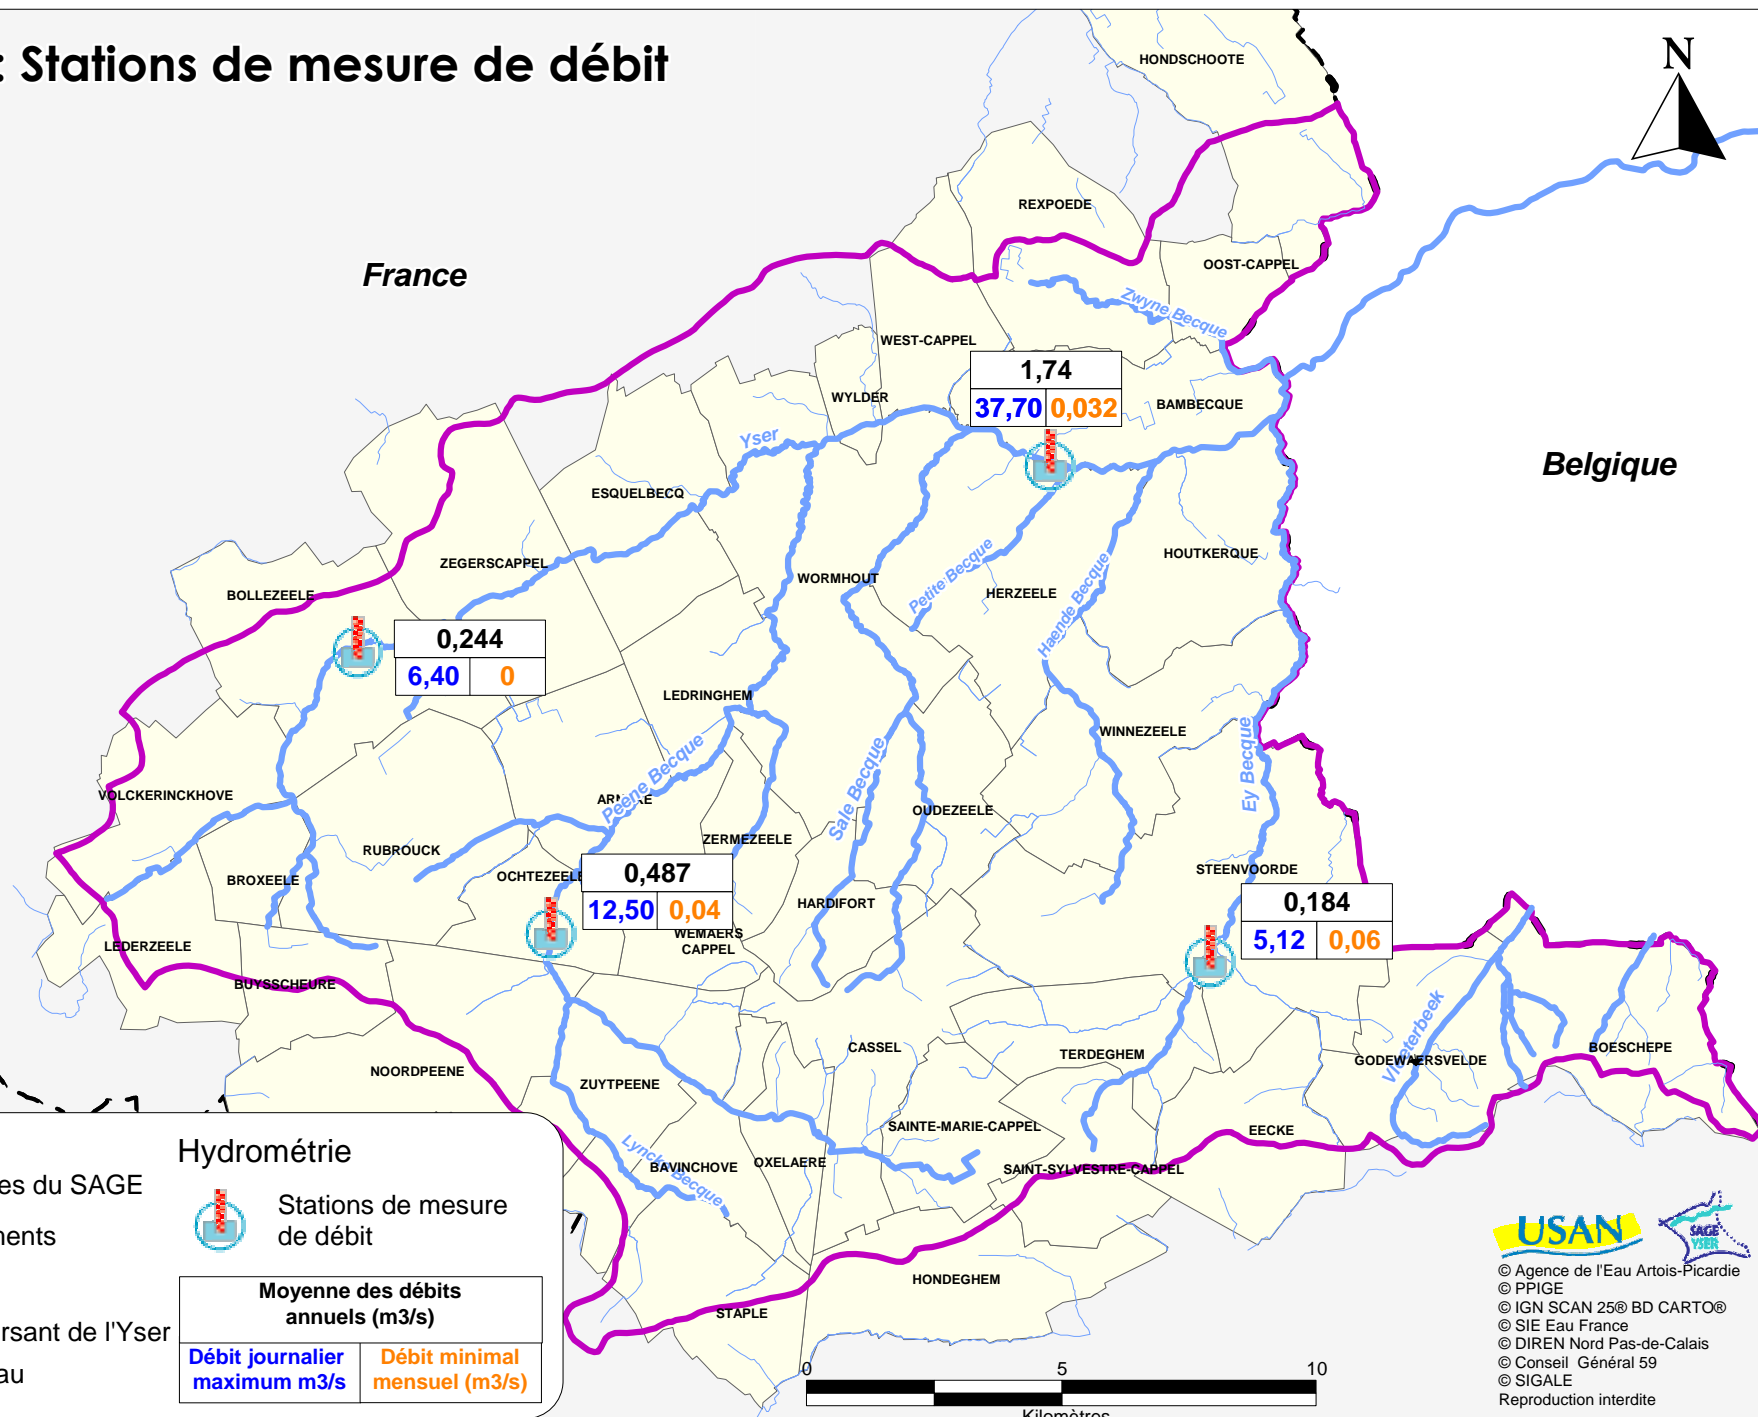 : Stations de mesure de débit
N
HONDSCHOOTE
REXPOEDE
OOST-CAPPEL
France
Zwyne Becque
WEST-CAPPEL
1,74
37,70 0,032
WYLDER
BAMBECQUE
Yser
Belgique
ESQUELBECQ
ZEGERSCAPPEL
WORMHOUT
Petite Becque
HOUTKERQUE
BOLLEZEELE
HERZEELE
Haende Becque
0,244
6,40 0
LEDRINGHEM
WINNEZEELE
Ey Becque
Peene Becque
Sale Becque
VOLCKERINCKHOVE
OUDEZEELE
ZERMEZEELE
RUBROUCK
BROXEELE
OCHTEZEELE
0,487
12,50 0,04
STEENVOORDE
HARDIFORT
0,184
5,12 0,06
WEMAERS
CAPPEL
LEDERZEELE
BUYSSCHEURE
CASSEL
TERDEGHEM
Vleterbeek
GODEWAERSVELDE
BOESCHEPE
NOORDPEENE
ZUYTPEENE
SAINTE-MARIE-CAPPEL
EECKE
BAVINCHOVE
OXELAERE
SAINT-SYLVESTRE-CAPPEL
HONDEGHEM
STAPLE
Hydrométrie
es du SAGE
Stations de mesure
de débit
ments
Moyenne des débits
annuels (m3/s)
rsant de l'Yser
Débit journalier
maximum m3/s
Débit minimal
mensuel (m3/s)
au
0 5 10
Kilomètres
USAN
SAGE
YSER
© Agence de l'Eau Artois-Picardie
© PPIGE
© IGN SCAN 25® BD CARTO®
© SIE Eau France
© DIREN Nord Pas-de-Calais
© Conseil Général 59
© SIGALE
Reproduction interdite